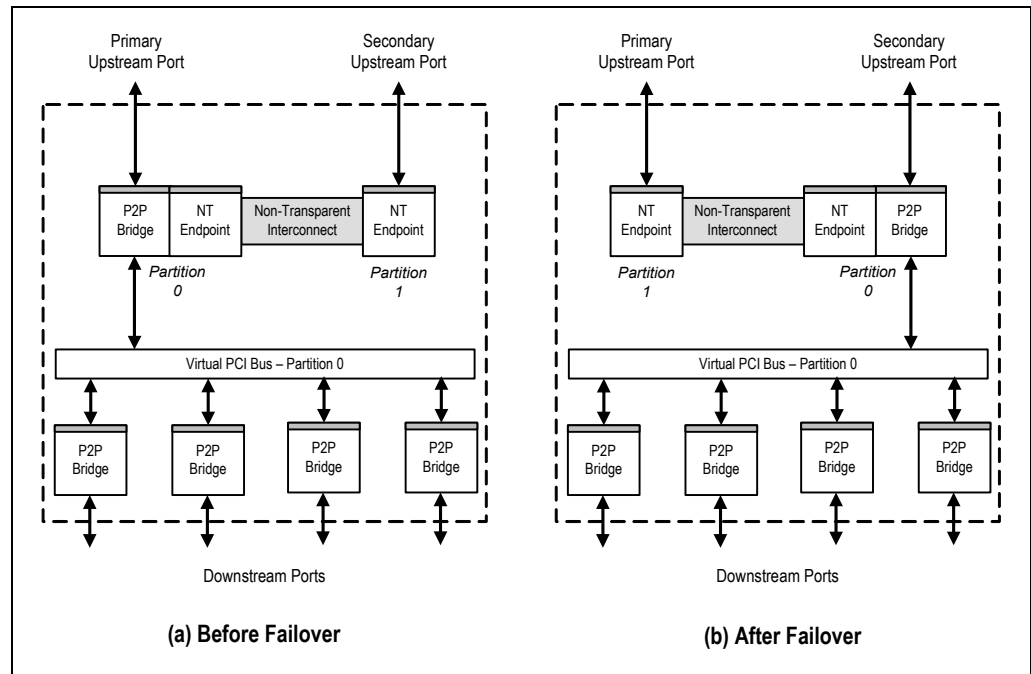 Primary
Upstream Port
Secondary
Upstream Port
P2P
Bridge
NT
Endpoint
Non-Transparent
Interconnect
NT
Endpoint
Partition
0
Partition
1
Virtual PCI Bus – Partition 0
P2P
Bridge
P2P
Bridge
P2P
Bridge
P2P
Bridge
Downstream Ports
(a) Before Failover
Primary
Upstream Port
Secondary
Upstream Port
NT
Endpoint
Non-Transparent
Interconnect
NT
Endpoint
P2P
Bridge
Partition
1
Partition
0
Virtual PCI Bus – Partition 0
P2P
Bridge
P2P
Bridge
P2P
Bridge
P2P
Bridge
Downstream Ports
(b) After Failover